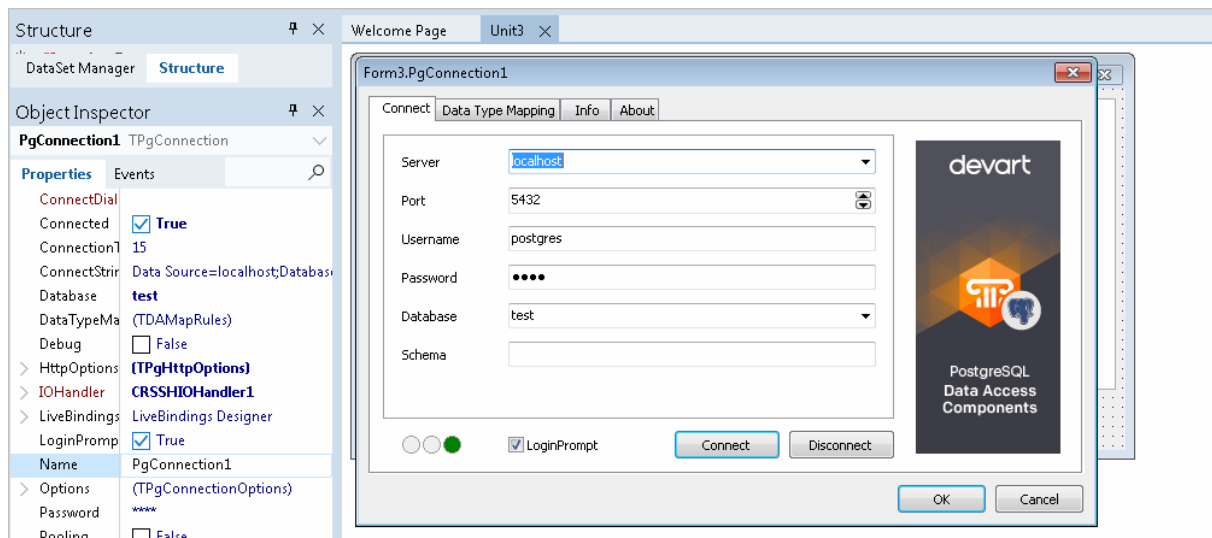 Structure
DataSet Manager Structure
Object Inspector
PgConnection1 TPgConnection
Properties Events
ConnectDial
Connected True
ConnectionT 15
ConnectStrin Data Source=localhost;Databas
Database test
DataTypeMa (TDAMapRules)
Debug False
HttpOptions (TPgHttpOptions)
IOHandler CRSSHIOHandler1
LiveBindings LiveBindings Designer
LoginPromp True
Name PgConnection1
Options (TPgConnectionOptions)
Password ****
Pooling False
Welcome Page Unit3
Form3.PgConnection1
Connect Data Type Mapping Info About
Server localhost
Port 5432
Username postgres
Password ●●●●
Database test
Schema
LoginPrompt Connect Disconnect
devart
PostgreSQL
Data Access
Components
OK Cancel